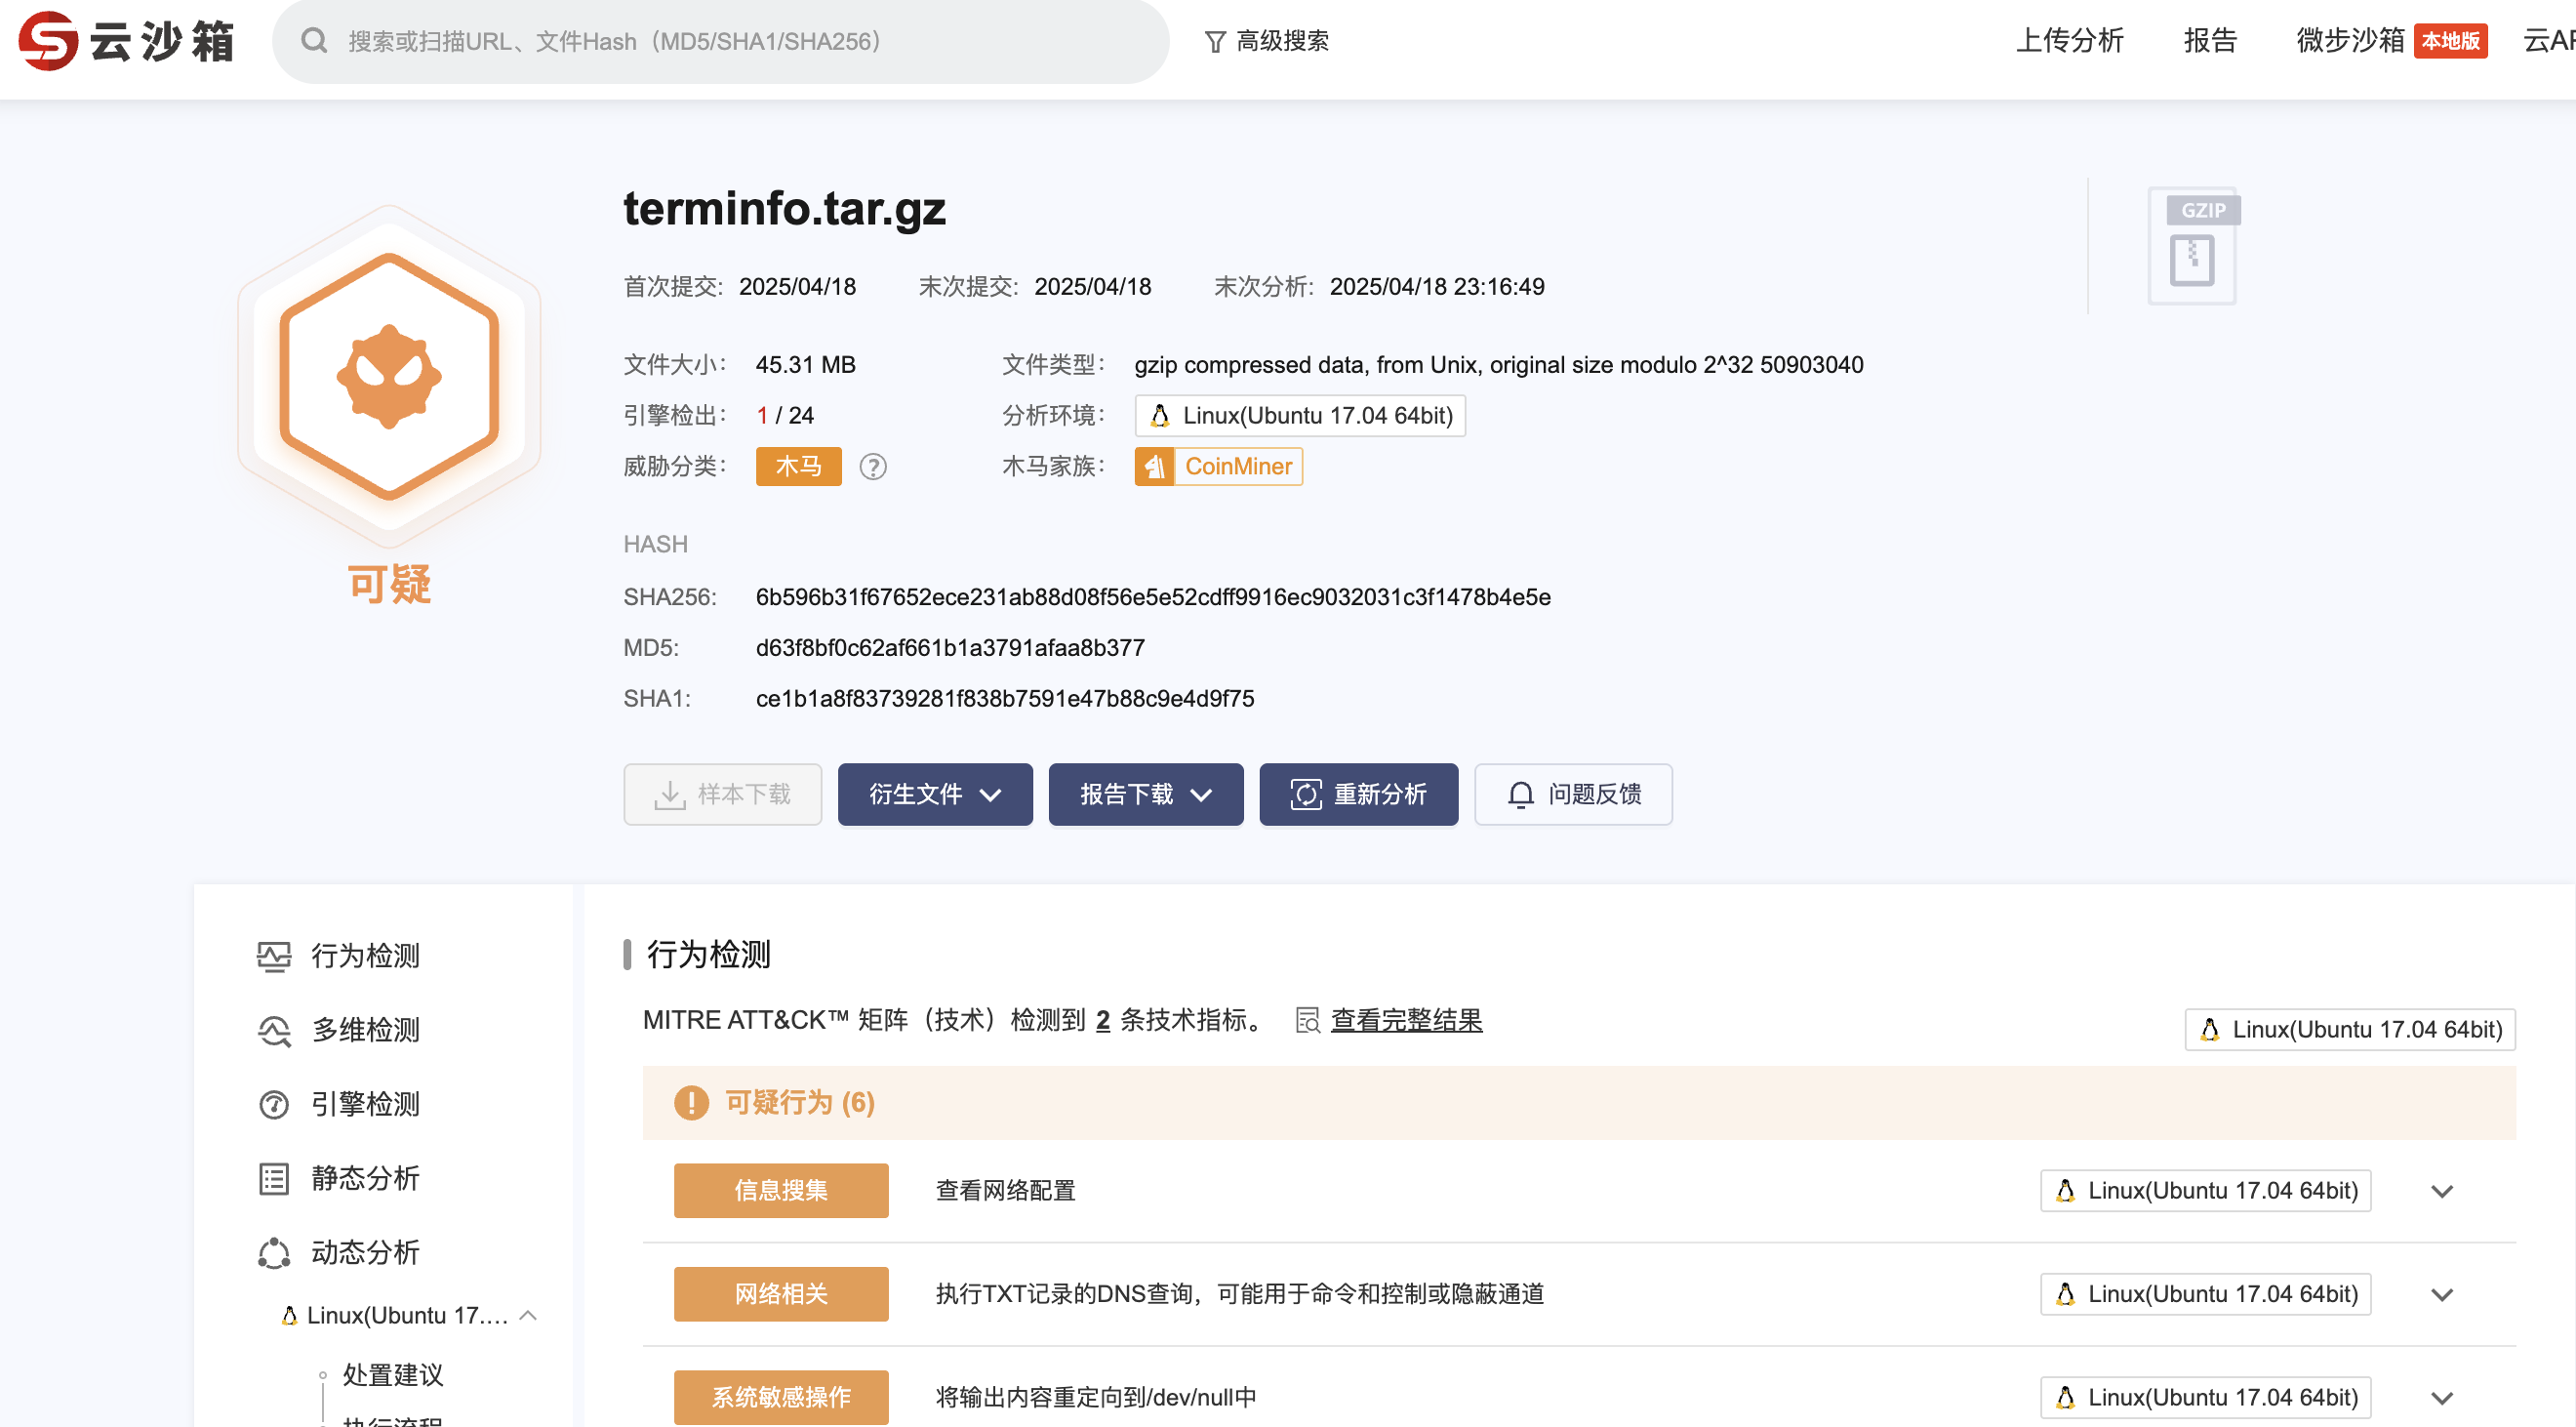 云沙箱
搜索或扫描URL、文件Hash（MD5/SHA1/SHA256）
高级搜索
上传分析
报告
微步沙箱 本地版
terminfo.tar.gz
GZIP
首次提交: 2025/04/18 末次提交: 2025/04/18 末次分析: 2025/04/18 23:16:49
文件大小： 45.31 MB 文件类型： gzip compressed data, from Unix, original size modulo 2^32 50903040
引擎检出： 1 / 24 分析环境： Linux(Ubuntu 17.04 64bit)
威胁分类： 木马 ? 木马家族： CoinMiner
可疑
HASH
SHA256: 6b596b31f67652ece231ab88d08f56e5e52cdff9916ec9032031c3f1478b4e5e
MD5: d63f8bf0c62af661b1a3791afaa8b377
SHA1: ce1b1a8f83739281f838b7591e47b88c9e4d9f75
样本下载 衍生文件 报告下载 重新分析 问题反馈
行为检测
多维检测
引擎检测
静态分析
动态分析
Linux(Ubuntu 17....
处置建议
执行流程
行为检测
MITRE ATT&CK™ 矩阵（技术）检测到 2 条技术指标。 查看完整结果
Linux(Ubuntu 17.04 64bit)
可疑行为 (6)
信息搜集 查看网络配置 Linux(Ubuntu 17.04 64bit)
网络相关 执行TXT记录的DNS查询，可能用于命令和控制或隐蔽通道 Linux(Ubuntu 17.04 64bit)
系统敏感操作 将输出内容重定向到/dev/null中 Linux(Ubuntu 17.04 64bit)